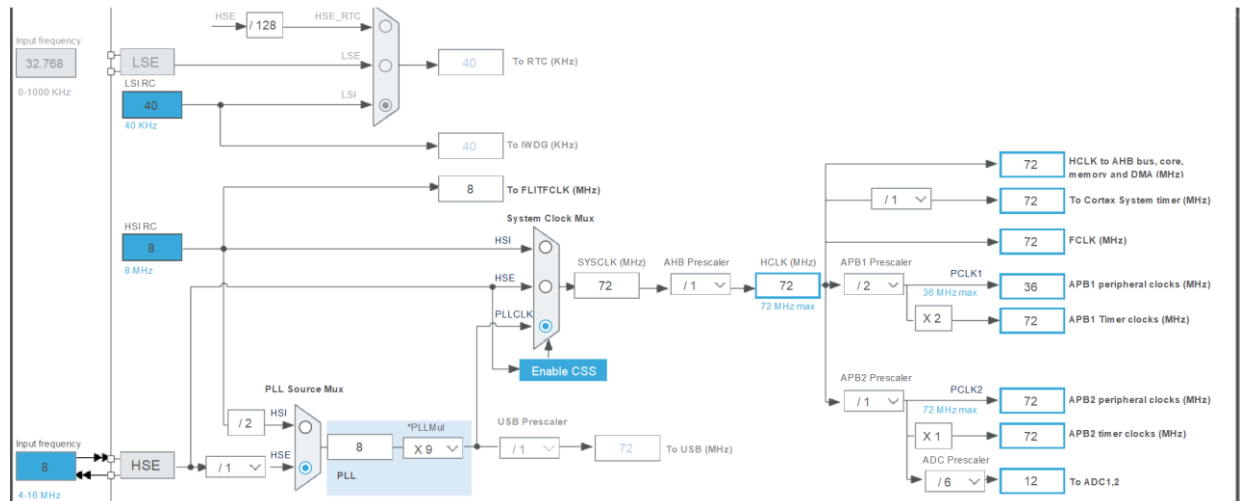 HSE
/ 128
HSE_RTC
Input frequency
32.768
0-1000 KHz
LSE
LSE
40
To RTC (KHz)
LSI RC
40
40 KHz
LSI
40
To IWDG (KHz)
8
To FLITFCLK (MHz)
HSI RC
8
8 MHz
System Clock Mux
HSI
HSE
PLLCLK
Enable CSS
SYSCLK (MHz)
72
AHB Prescaler
/ 1
HCLK (MHz)
72
72 MHz max
72
HCLK to AHB bus, core,
memory and DMA (MHz)
/ 1
72
To Cortex System timer (MHz)
72
FCLK (MHz)
APB1 Prescaler
/ 2
PCLK1
36 MHz max
36
APB1 peripheral clocks (MHz)
X 2
72
APB1 Timer clocks (MHz)
APB2 Prescaler
/ 1
PCLK2
72 MHz max
72
APB2 peripheral clocks (MHz)
X 1
72
APB2 timer clocks (MHz)
ADC Prescaler
/ 6
12
To ADC1,2
PLL Source Mux
/ 2
HSI
Input frequency
8
4-16 MHz
HSE
/ 1
HSE
8
*PLLMul
X 9
PLL
USB Prescaler
/ 1
72
To USB (MHz)